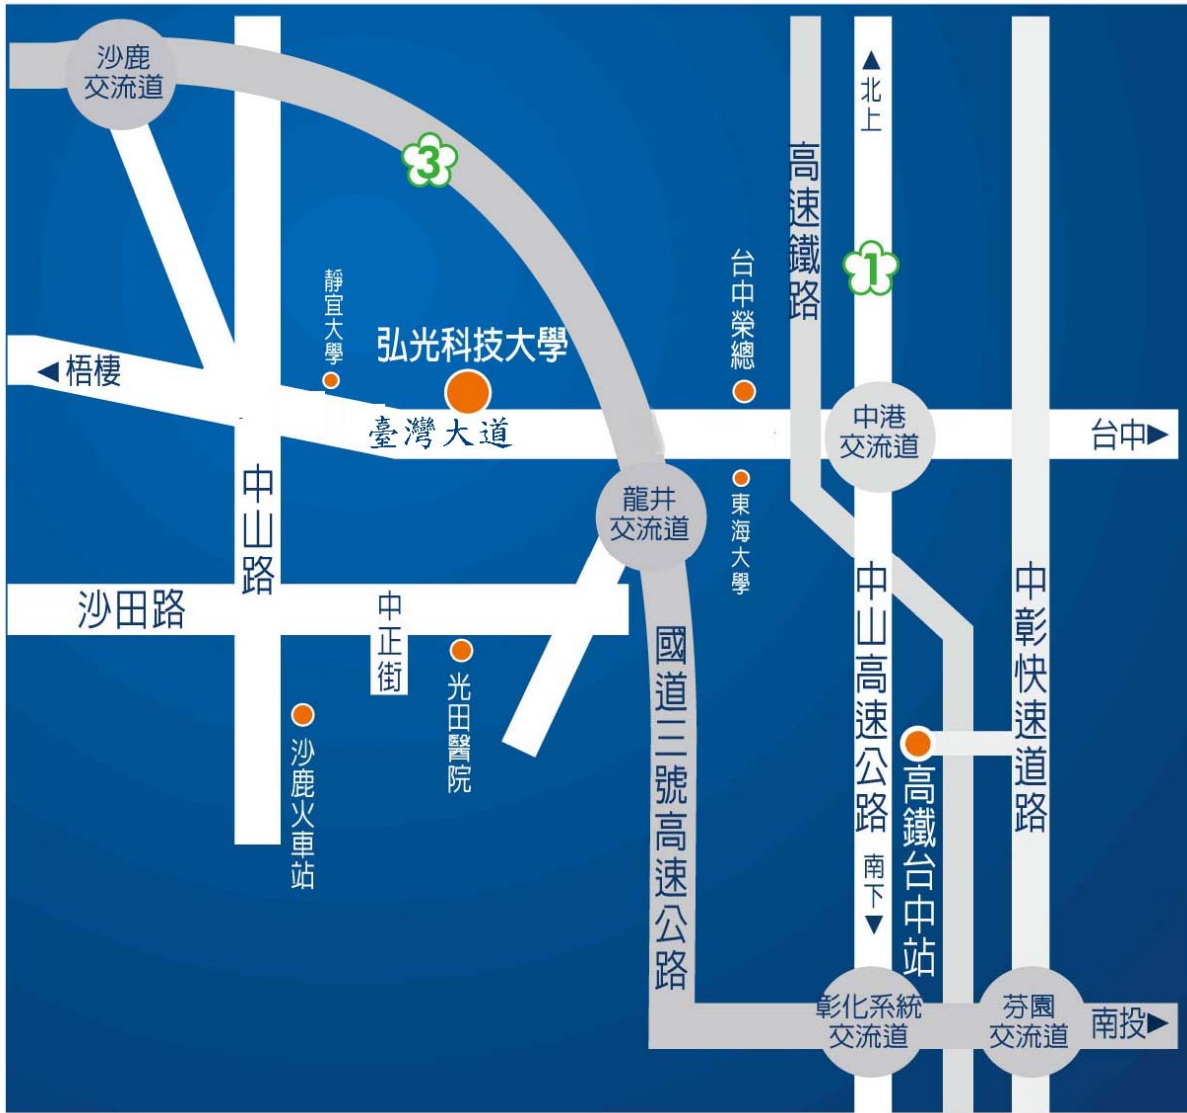 沙鹿
交流道
3
▲北上
高速鐵路
1
台中榮總
靜宜大學
弘光科技大學
◀梧棲
臺灣大道
中港
交流道
台中▶
中山路
龍井
交流道
東海大學
沙田路
中正街
中山高速公路
中彰快速道路
國道三號高速公路
光田醫院
沙鹿火車站
高鐵台中站
南下▼
彰化系統
交流道
芬園
交流道
南投▶